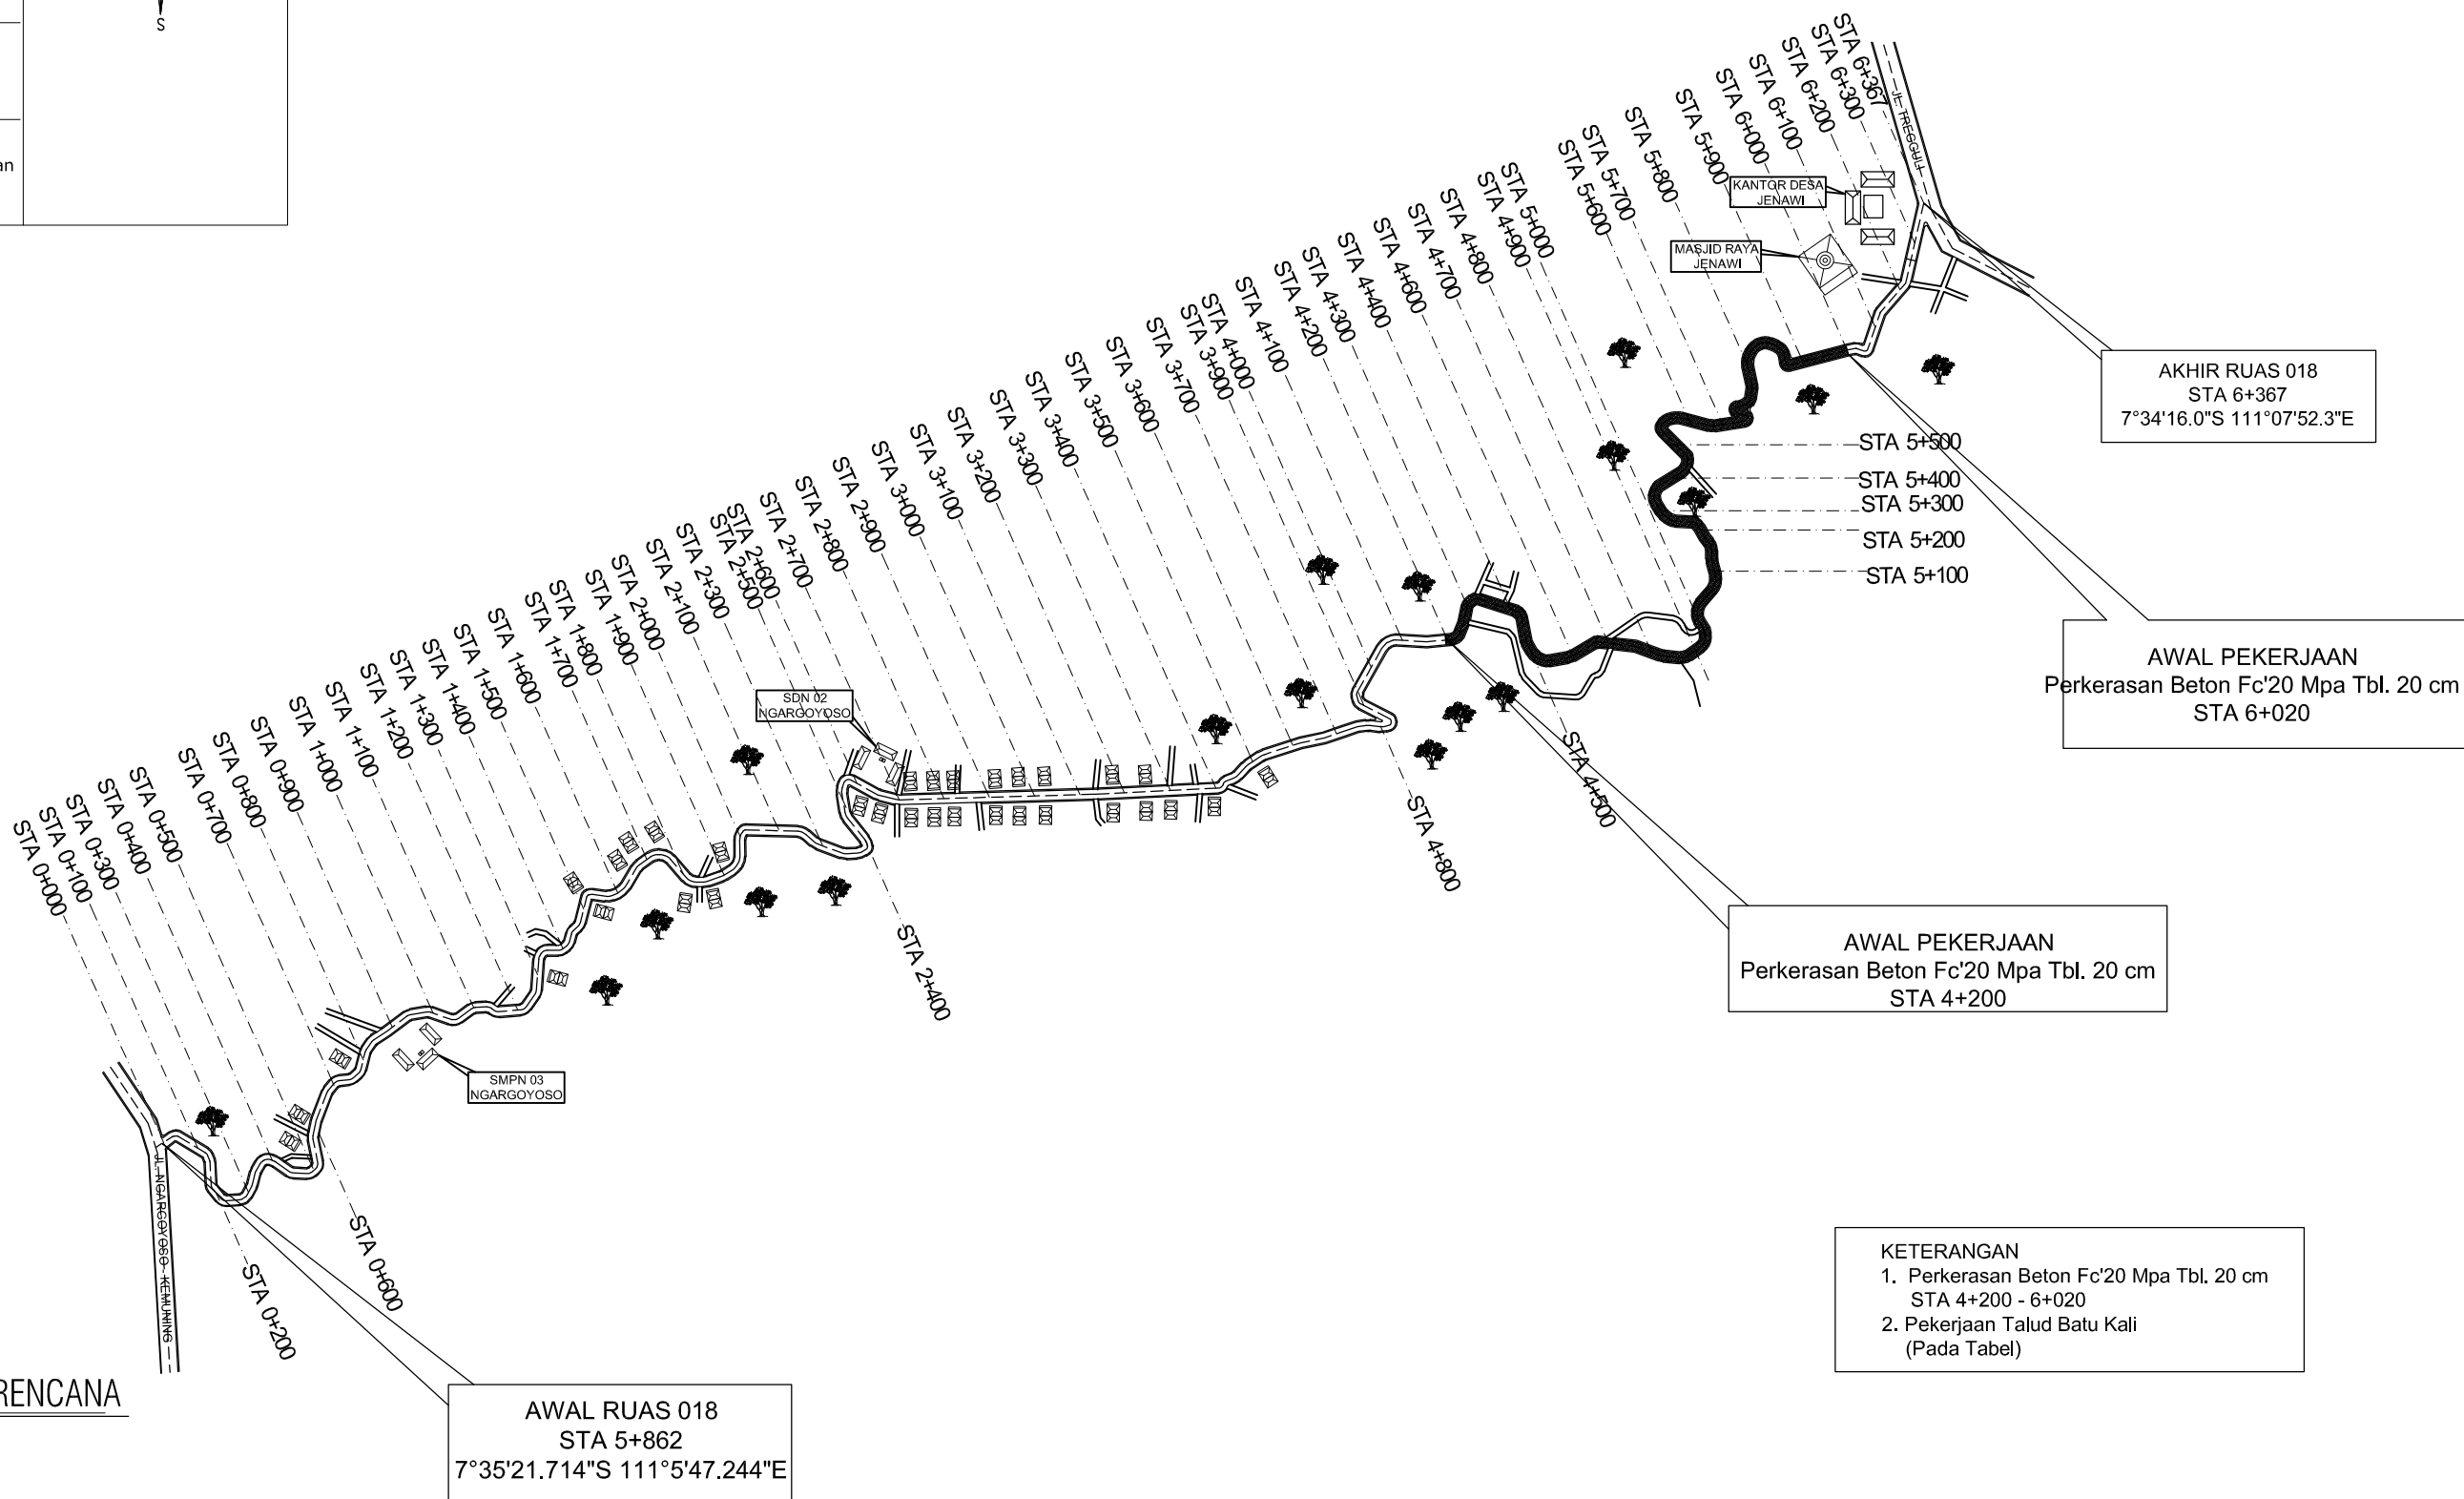 S
an
STA 0+000
STA 0+100
STA 0+300
STA 0+400
STA 0+500
STA 0+700
STA 0+800
STA 0+900
STA 1+000
STA 1+100
STA 1+200
STA 1+300
STA 1+400
STA 1+500
STA 1+600
STA 1+700
STA 1+800
STA 1+900
STA 2+000
STA 2+100
STA 2+300
STA 2+500
STA 2+600
STA 2+700
STA 2+800
STA 2+900
STA 3+000
STA 3+100
STA 3+200
STA 3+300
STA 3+400
STA 3+500
STA 3+600
STA 3+700
STA 3+900
STA 4+000
STA 4+100
STA 4+200
STA 4+300
STA 4+400
STA 4+600
STA 4+700
STA 4+800
STA 4+900
STA 5+000
STA 5+600
STA 5+700
STA 5+800
STA 5+900
STA 6+000
STA 6+100
STA 6+200
STA 6+300
STA 6+367
JL. TREGGULI
KANTOR DESA
JENAWI
MASJID RAYA
JENAWI
AKHIR RUAS 018
STA 6+367
7°34'16.0"S 111°07'52.3"E
STA 5+500
STA 5+400
STA 5+300
STA 5+200
STA 5+100
AWAL PEKERJAAN
Perkerasan Beton Fc'20 Mpa Tbl. 20 cm
STA 6+020
SDN 02
NGARGOYOSO
STA 4+500
STA 4+800
STA 2+400
AWAL PEKERJAAN
Perkerasan Beton Fc'20 Mpa Tbl. 20 cm
STA 4+200
SMPN 03
NGARGOYOSO
JL. NGARGOYOSO- KEMUNING
STA 0+600
STA 0+200
KETERANGAN
1. Perkerasan Beton Fc'20 Mpa Tbl. 20 cm
STA 4+200 - 6+020
2. Pekerjaan Talud Batu Kali
(Pada Tabel)
RENCANA
AWAL RUAS 018
STA 5+862
7°35'21.714"S 111°5'47.244"E